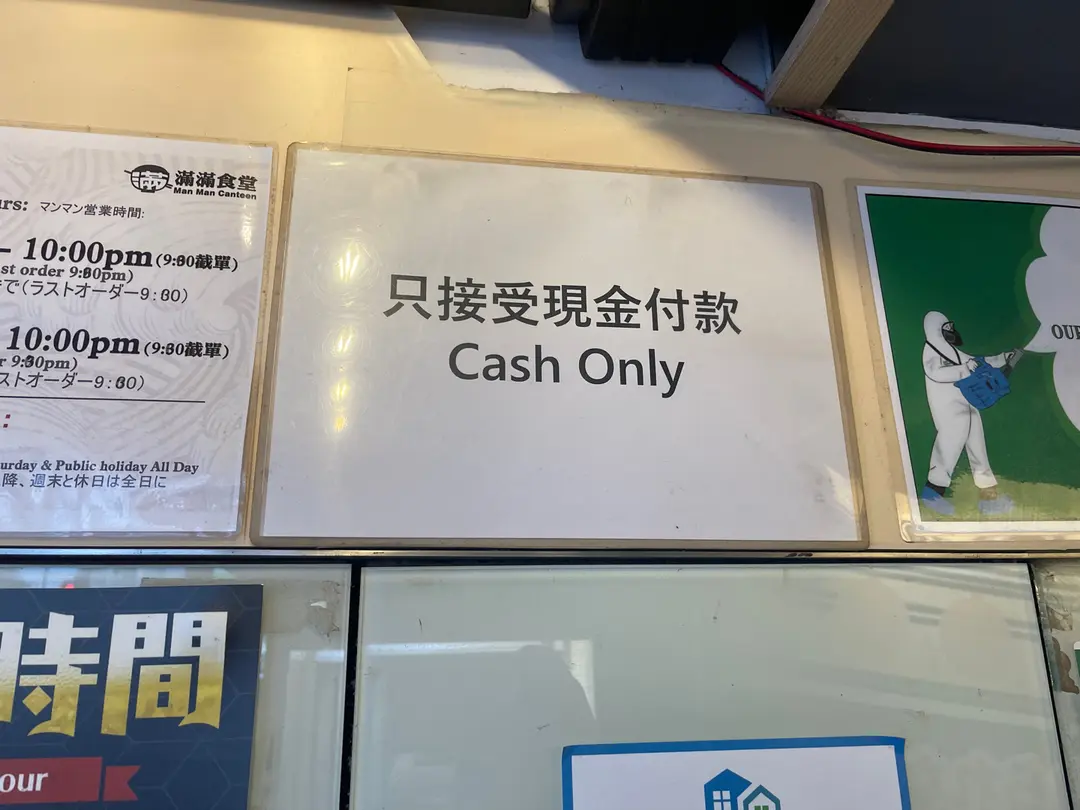 滿滿食堂
Man Man Canteen
マンマン営業時間:
– 10:00pm (9:30截單)
order 9:30pm)
で(ラストオーダー9:30)
10:00pm (9:30截單)
9:30pm)
ストオーダー9:30)
:
& Public holiday All Day
降、週末と休日は全日に
只接受現金付款
Cash Only
OUR
時間
our